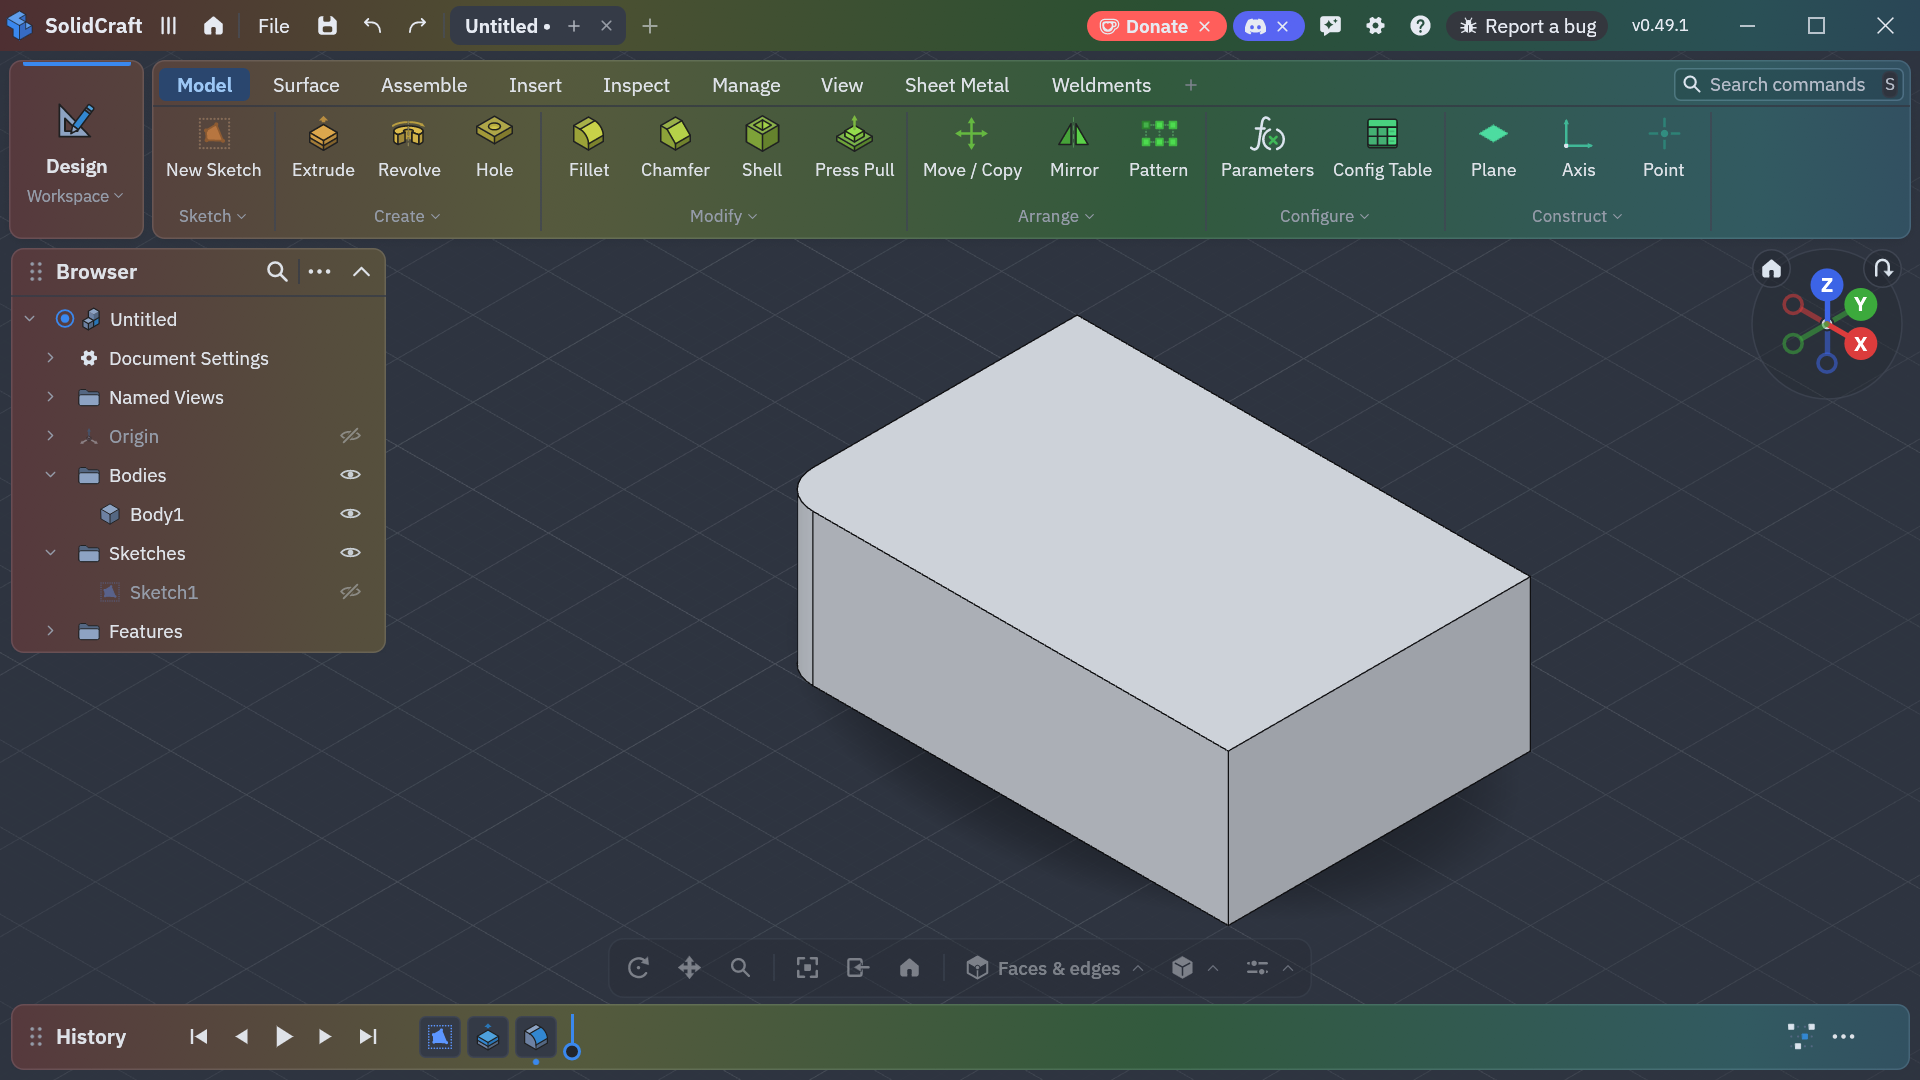 SolidCraft File Untitled • Donate Report a bug v0.49.1
Model Surface Assemble Insert Inspect Manage View Sheet Metal Weldments Search commands S
Design
Workspace
New Sketch Extrude Revolve Hole Fillet Chamfer Shell Press Pull Move / Copy Mirror Pattern Parameters Config Table Plane Axis Point
Sketch Create Modify Arrange Configure Construct
Browser
Untitled
Document Settings
Named Views
Origin
Bodies
Body1
Sketches
Sketch1
Features
Z
Y
X
Faces & edges
History